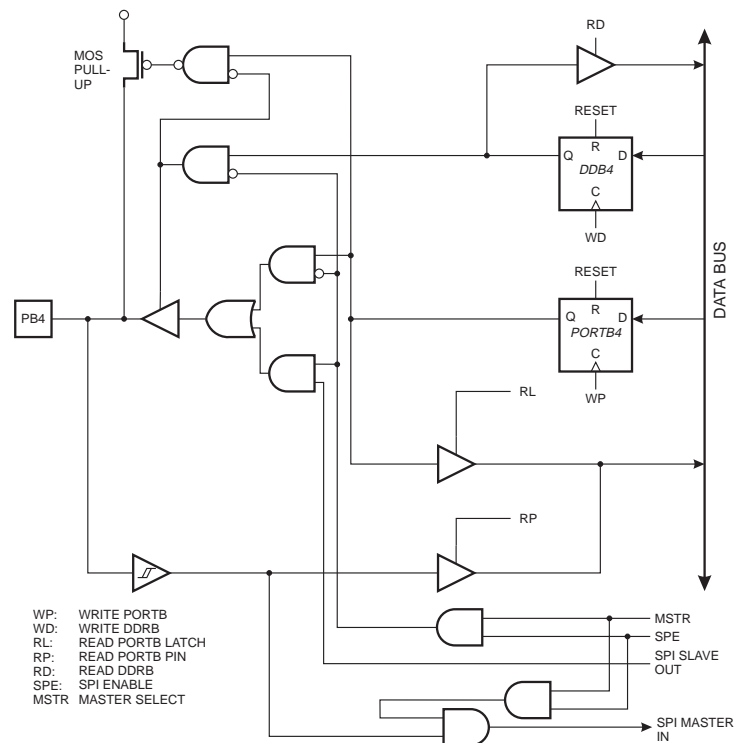 RD
MOS
PULL-
UP
RESET
R
Q
D
DDB4
C
WD
DATA BUS
RESET
R
Q
D
PORTB4
C
WP
PB4
RL
RP
WP: WRITE PORTB
WD: WRITE DDRB
RL: READ PORTB LATCH
RP: READ PORTB PIN
RD: READ DDRB
SPE: SPI ENABLE
MSTR MASTER SELECT
MSTR
SPE
SPI SLAVE
OUT
SPI MASTER
IN